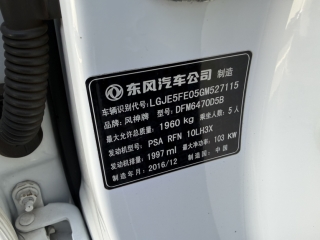 东风汽车公司 制造
车辆识别代号: LGJE5FE05GM527115
品牌: 风神牌 型号: DFM6470D5B
最大允许总质量: 1960 kg 乘坐人数: 5 人
发动机型号: PSA RFN 10LH3X
发动机排量: 1997 ml 最大净功率: 103 KW
制造年月: 2016/12 制造国: 中国